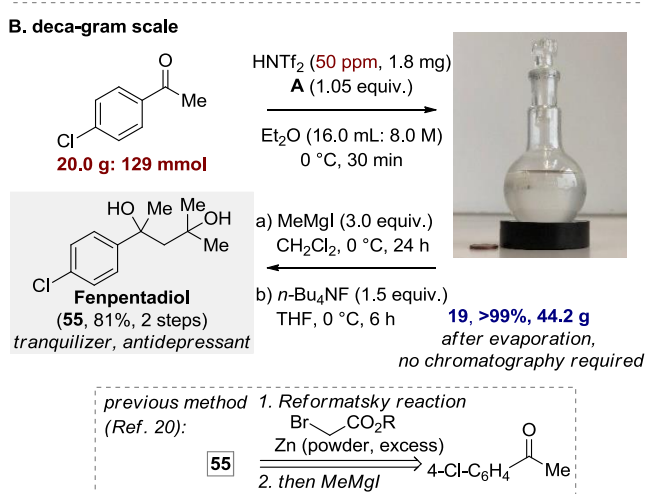 B. deca-gram scale
O
Me
Cl
20.0 g: 129 mmol
HNTf2 (50 ppm, 1.8 mg)
A (1.05 equiv.)
Et2O (16.0 mL: 8.0 M)
0 °C, 30 min
HO Me Me OH
Me
Cl
Fenpentadiol
(55, 81%, 2 steps)
tranquilizer, antidepressant
a) MeMgI (3.0 equiv.)
CH2Cl2, 0 °C, 24 h
b) n-Bu4NF (1.5 equiv.)
THF, 0 °C, 6 h
19, >99%, 44.2 g
after evaporation,
no chromatography required
previous method
(Ref. 20):
1. Reformatsky reaction
Br CO2R
Zn (powder, excess)
2. then MeMgI
55
O
4-Cl-C6H4 Me